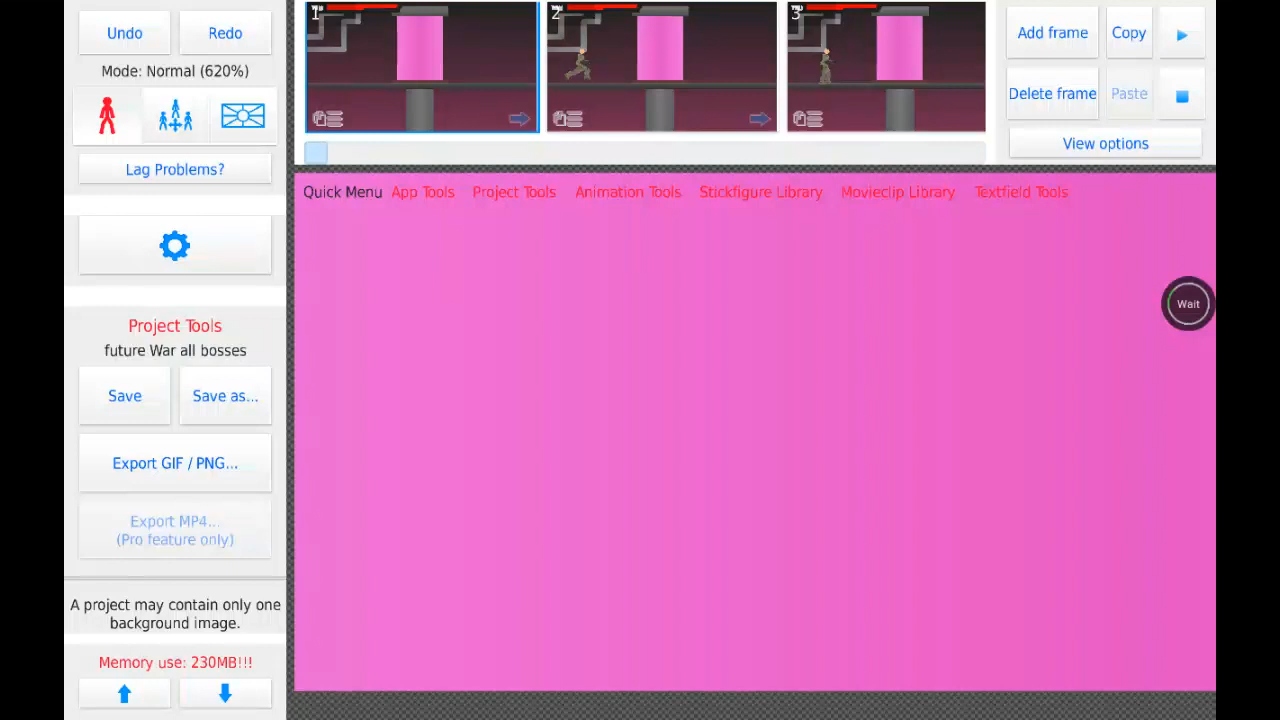 Undo
Redo
Mode: Normal (620%)
Lag Problems?
Project Tools
future War all bosses
Save
Save as...
Export GIF / PNG...
Export MP4...
(Pro feature only)
A project may contain only one
background image.
Memory use: 230MB!!!
1
2
3
Add frame
Copy
Delete frame
Paste
View options
Quick Menu
App Tools
Project Tools
Animation Tools
Stickfigure Library
Movieclip Library
Textfield Tools
Wait